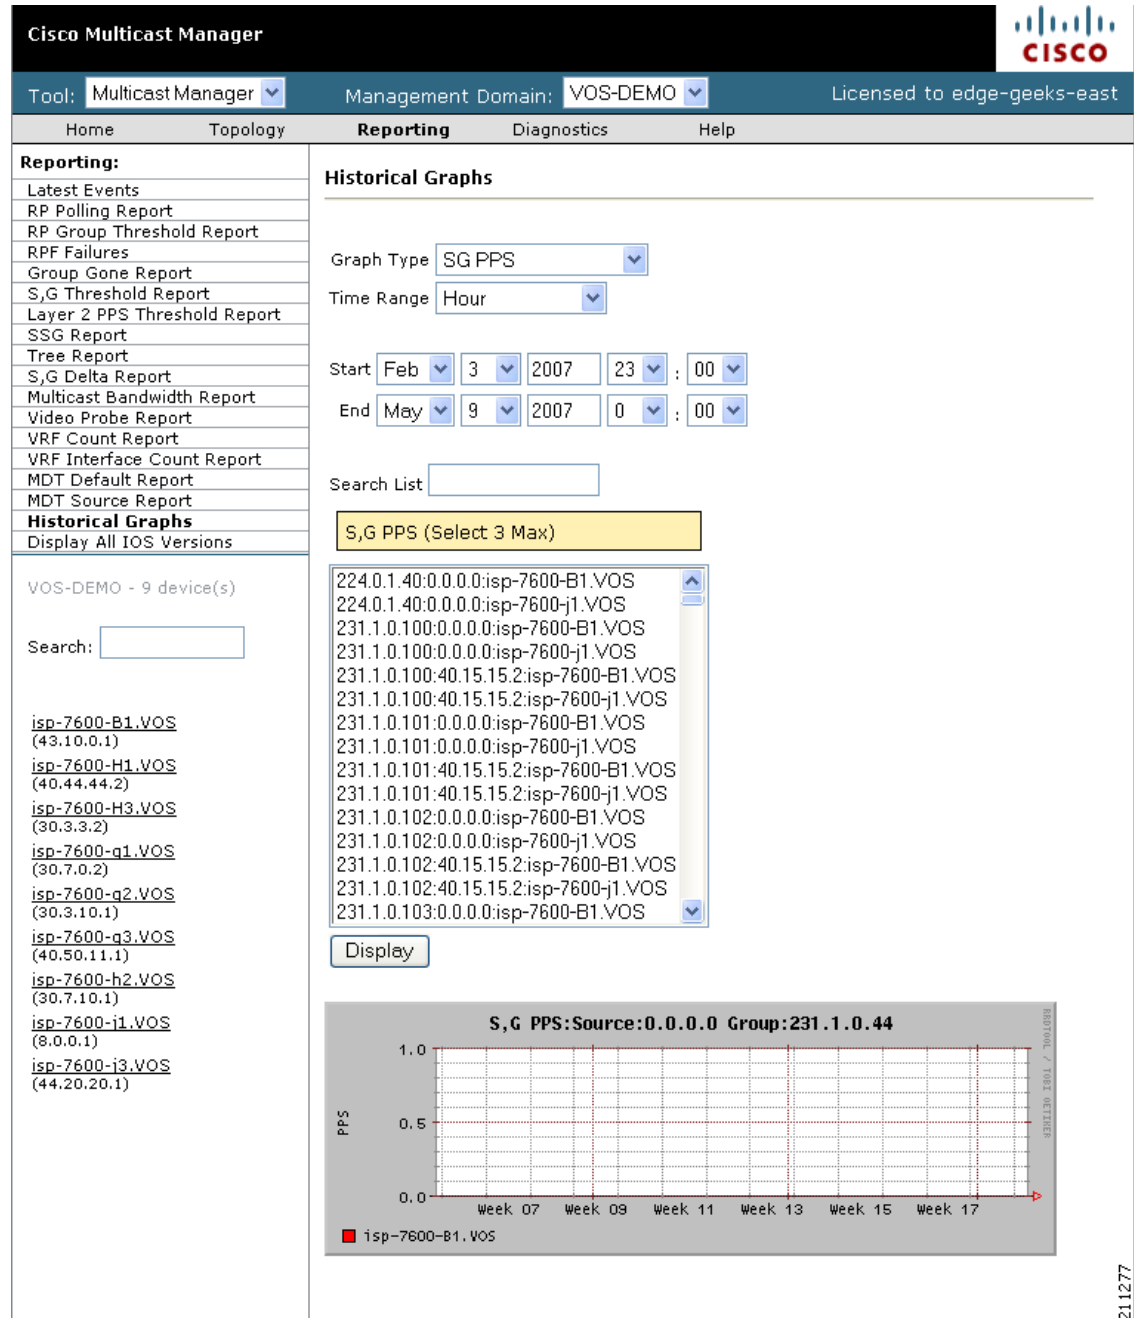 Cisco Multicast Manager
CISCO
Tool: Multicast Manager Management Domain: VOS-DEMO Licensed to edge-geeks-east
Home Topology Reporting Diagnostics Help
Reporting:
Latest Events
RP Polling Report
RP Group Threshold Report
RPF Failures
Group Gone Report
S,G Threshold Report
Layer 2 PPS Threshold Report
SSG Report
Tree Report
S,G Delta Report
Multicast Bandwidth Report
Video Probe Report
VRF Count Report
VRF Interface Count Report
MDT Default Report
MDT Source Report
Historical Graphs
Display All IOS Versions
VOS-DEMO - 9 device(s)
Search:
isp-7600-B1.VOS
(43.10.0.1)
isp-7600-H1.VOS
(40.44.44.2)
isp-7600-H3.VOS
(30.3.3.2)
isp-7600-g1.VOS
(30.7.0.2)
isp-7600-g2.VOS
(30.3.10.1)
isp-7600-g3.VOS
(40.50.11.1)
isp-7600-h2.VOS
(30.7.10.1)
isp-7600-j1.VOS
(8.0.0.1)
isp-7600-j3.VOS
(44.20.20.1)
Historical Graphs
Graph Type SG PPS
Time Range Hour
Start Feb 3 2007 23 : 00
End May 9 2007 0 : 00
Search List
S,G PPS (Select 3 Max)
224.0.1.40:0.0.0.0:isp-7600-B1.VOS
224.0.1.40:0.0.0.0:isp-7600-j1.VOS
231.1.0.100:0.0.0.0:isp-7600-B1.VOS
231.1.0.100:0.0.0.0:isp-7600-j1.VOS
231.1.0.100:40.15.15.2:isp-7600-B1.VOS
231.1.0.100:40.15.15.2:isp-7600-j1.VOS
231.1.0.101:0.0.0.0:isp-7600-B1.VOS
231.1.0.101:0.0.0.0:isp-7600-j1.VOS
231.1.0.101:40.15.15.2:isp-7600-B1.VOS
231.1.0.101:40.15.15.2:isp-7600-j1.VOS
231.1.0.102:0.0.0.0:isp-7600-B1.VOS
231.1.0.102:0.0.0.0:isp-7600-j1.VOS
231.1.0.102:40.15.15.2:isp-7600-B1.VOS
231.1.0.102:40.15.15.2:isp-7600-j1.VOS
231.1.0.103:0.0.0.0:isp-7600-B1.VOS
Display
S,G PPS:Source:0.0.0.0 Group:231.1.0.44
RRDTOOL / TOBI OETIKER
PPS
1.0
0.5
0.0
Week 07 Week 09 Week 11 Week 13 Week 15 Week 17
isp-7600-B1.VOS
211277